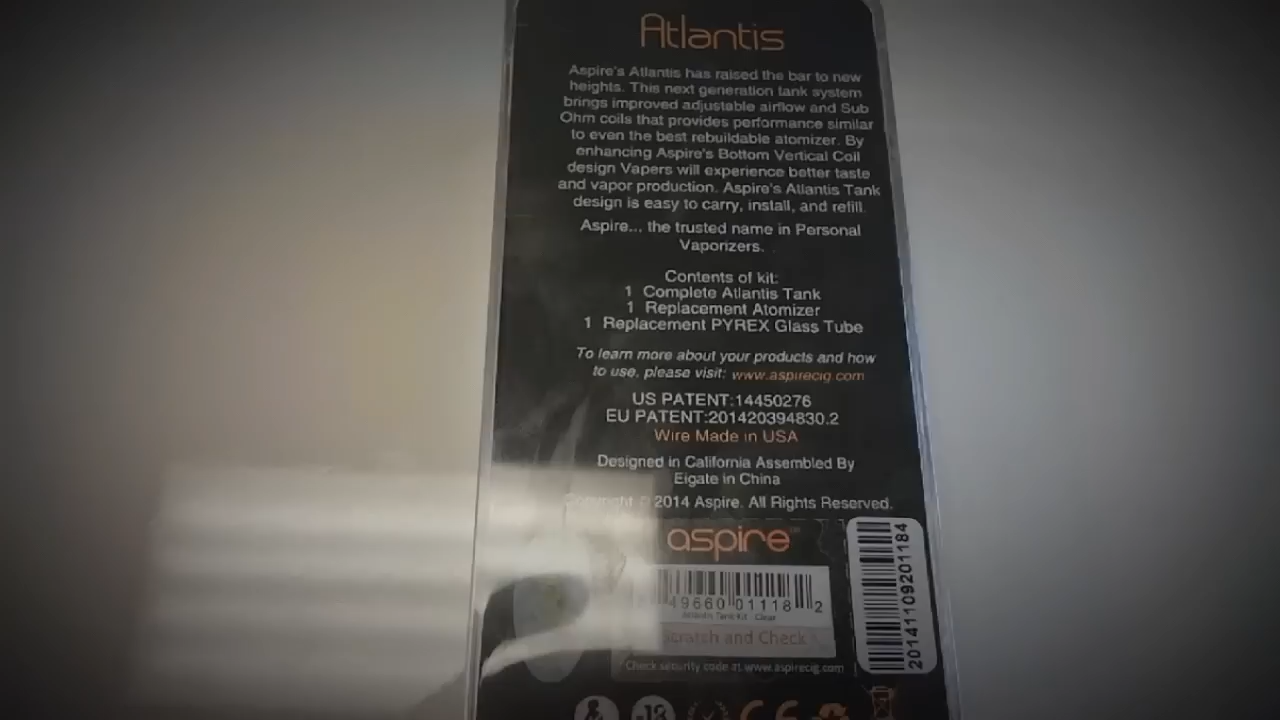 Atlantis
Aspire's Atlantis has raised the bar to new
heights. This next generation tank system
brings improved adjustable airflow and Sub
Ohm coils that provides performance similar
to even the best rebuildable atomizer. By
enhancing Aspire's Bottom Vertical Coil
design Vapers will experience better taste
and vapor production. Aspire's Atlantis Tank
design is easy to carry, install, and refill.
Aspire... the trusted name in Personal
Vaporizers.
Contents of kit:
1 Complete Atlantis Tank
1 Replacement Atomizer
1 Replacement PYREX Glass Tube
To learn more about your products and how
to use, please visit: www.aspirecig.com
US PATENT:14450276
EU PATENT:201420394830.2
Wire Made in USA
Designed in California Assembled By
Eigate in China
Copyright © 2014 Aspire. All Rights Reserved.
aspire
49660 01118 2
Atlantis Tank Kit - Clear
Scratch and Check
Check security code at www.aspirecig.com
20141109201184
-18
CE